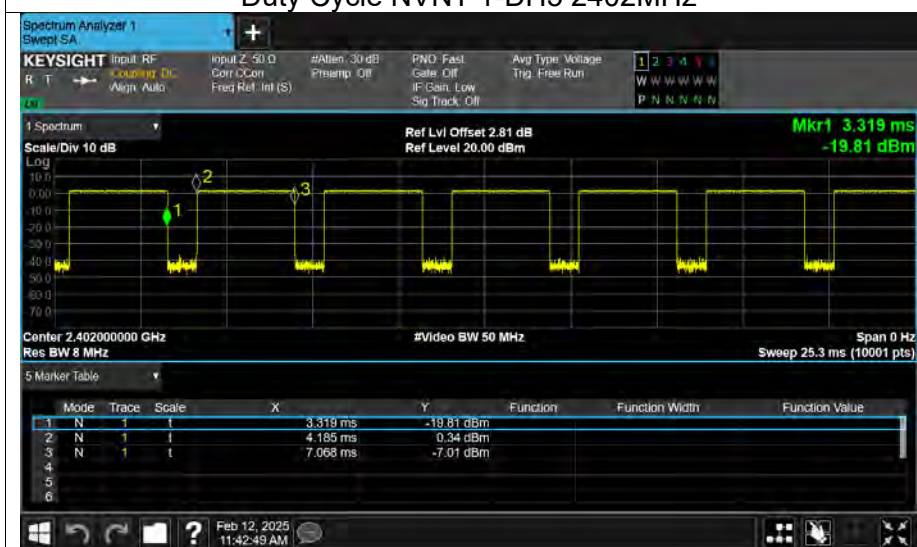 Duty Cycle NVNT 1-DH5 2402MHz
Spectrum Analyzer 1
Swept SA
+
KEYSIGHT Input: RF Input Z: 50 Ω #Atten: 30 dB PNO: Fast Avg Type: Voltage 1 2 3 4 5 6
R T Coupling: DC Corr CCorr Preamp: Off Gate: Off Trig: Free Run W W W W W W
Align: Auto Freq Ref: Int (S) IF Gain: Low
Sig Track: Off P N N N N N
1 Spectrum
Ref Lvl Offset 2.81 dB Mkr1 3.319 ms
Scale/Div 10 dB Ref Level 20.00 dBm -19.81 dBm
Log
10.0
0.00
-10.0
-20.0
-30.0
-40.0
-50.0
-60.0
-70.0
1
2
3
Center 2.402000000 GHz #Video BW 50 MHz Span 0 Hz
Res BW 8 MHz Sweep 25.3 ms (10001 pts)
5 Marker Table
Mode Trace Scale X Y Function Function Width Function Value
1 N 1 t 3.319 ms -19.81 dBm
2 N 1 t 4.185 ms 0.34 dBm
3 N 1 t 7.068 ms -7.01 dBm
4
5
6
? Feb 12, 2025
11:42:49 AM